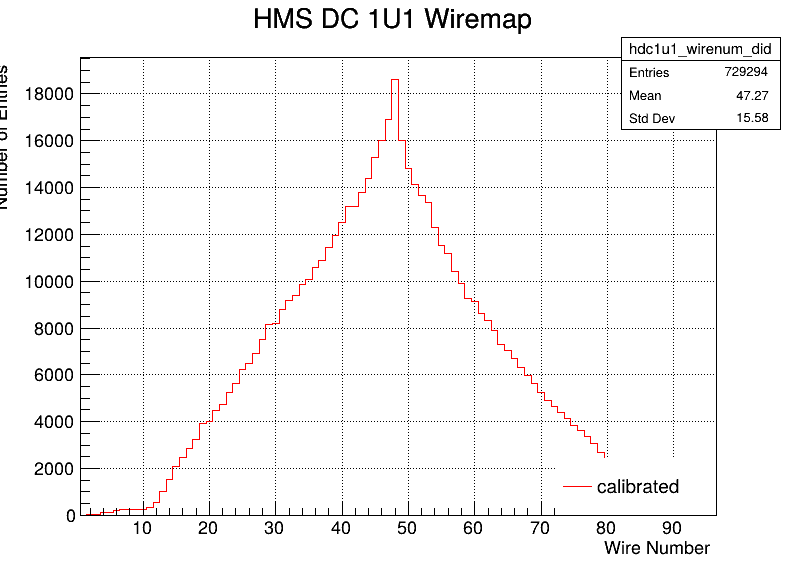 HMS DC 1U1 Wiremap
hdc1u1_wirenum_did
Entries 729294
Mean 47.27
Std Dev 15.58
Number of Entries
18000
16000
14000
12000
10000
8000
6000
4000
2000
0
calibrated
10 20 30 40 50 60 70 80 90
Wire Number